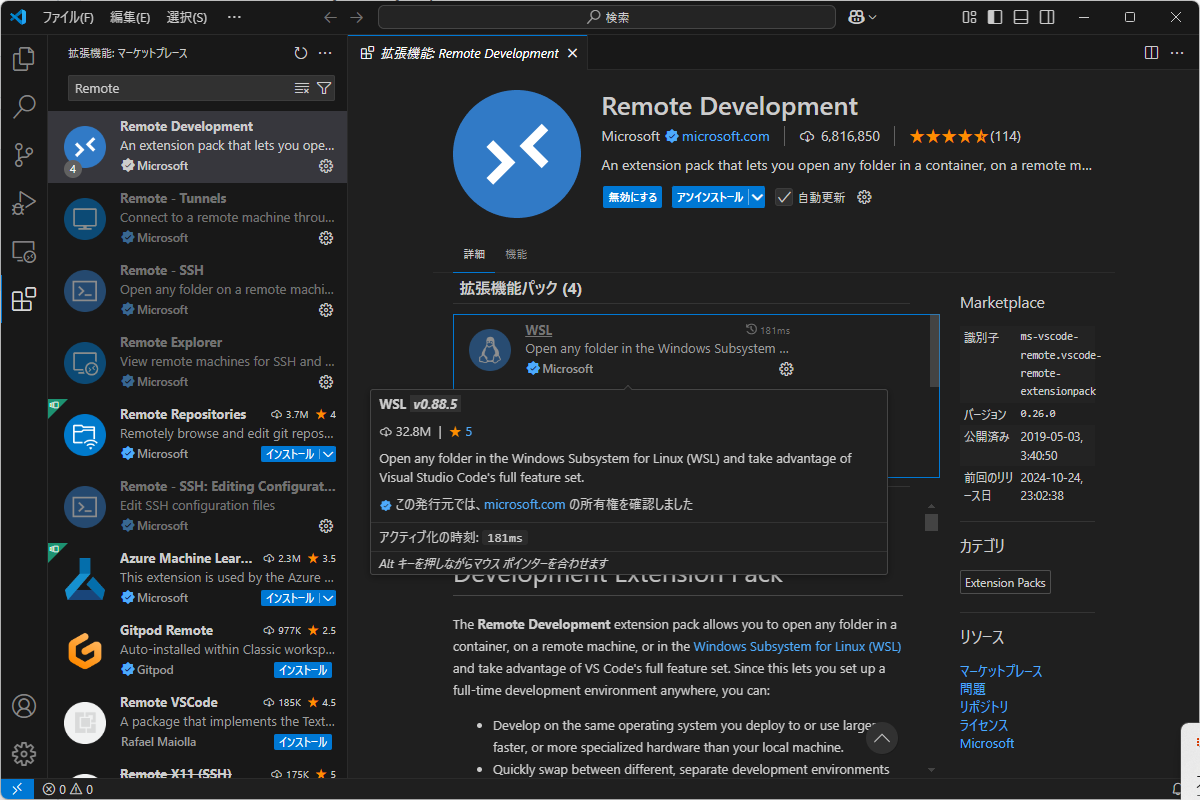 ファイル(F) 編集(E) 選択(S) … 検索
拡張機能: マーケットプレース
Remote
Remote Development
An extension pack that lets you ope...
Microsoft
4
Remote - Tunnels
Connect to a remote machine throu...
Microsoft
Remote - SSH
Open any folder on a remote machi...
Microsoft
Remote Explorer
View remote machines for SSH and ...
Microsoft
Remote Repositories 3.7M ★ 4
Remotely browse and edit git repos...
Microsoft インストール
Remote - SSH: Editing Configurat...
Edit SSH configuration files
Microsoft
Azure Machine Lear... 2.3M ★ 3.5
This extension is used by the Azure ...
Microsoft インストール
Gitpod Remote 977K ★ 2.5
Auto-installed within Classic worksp...
Gitpod インストール
Remote VSCode 185K ★ 4.5
A package that implements the Text...
Rafael Maiolla インストール
Remote X11 (SSH) 175K ★ 5
拡張機能: Remote Development
Remote Development
Microsoft microsoft.com 6,816,850 (114)
An extension pack that lets you open any folder in a container, on a remote m...
無効にする アンインストール 自動更新
詳細 機能
拡張機能パック (4)
WSL 181ms
Open any folder in the Windows Subsystem ...
Microsoft
WSL v0.88.5
32.8M | ★ 5
Open any folder in the Windows Subsystem for Linux (WSL) and take advantage of
Visual Studio Code's full feature set.
この発行元では、microsoft.com の所有権を確認しました
アクティブ化の時刻: 181ms
Alt キーを押しながらマウス ポインターを合わせます
Development Extension Pack
The Remote Development extension pack allows you to open any folder in a
container, on a remote machine, or in the Windows Subsystem for Linux (WSL)
and take advantage of VS Code's full feature set. Since this lets you set up a
full-time development environment anywhere, you can:
• Develop on the same operating system you deploy to or use larger,
faster, or more specialized hardware than your local machine.
• Quickly swap between different, separate development environments
Marketplace
識別子 ms-vscode-
remote.vscode-
remote-
extensionpack
バージョン 0.26.0
公開済み 2019-05-03,
3:40:50
前回のリリ 2024-10-24,
ース日 23:02:38
カテゴリ
Extension Packs
リソース
マーケットプレース
問題
リポジトリ
ライセンス
Microsoft
0 0